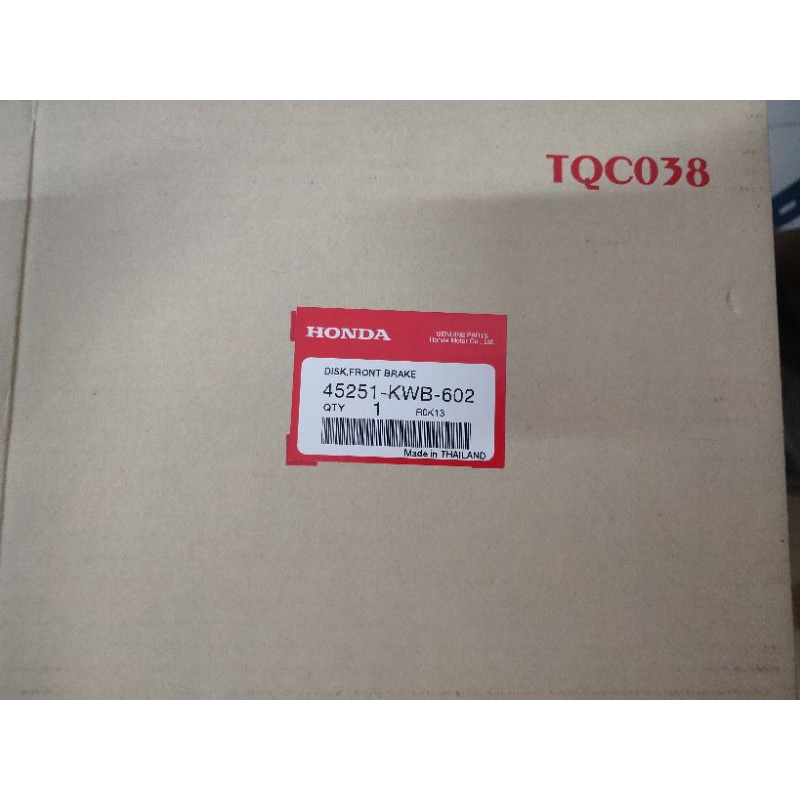 TQC038
HONDA
GENUINE PARTS
Honda Motor Co., Ltd.
DISK,FRONT BRAKE
45251-KWB-602
QTY 1 R0K13
Made in THAILAND